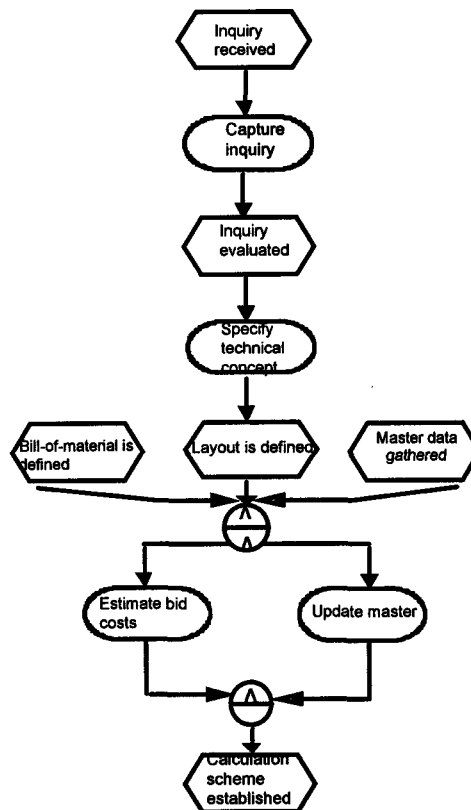 Inquiry
received
Capture
inquiry
Inquiry
evaluated
Specify
technical
concept
Bill-of-material is
defined
Layout is defined
Master data
gathered
^
^
Estimate bid
costs
Update master
^
Calculation
scheme
established